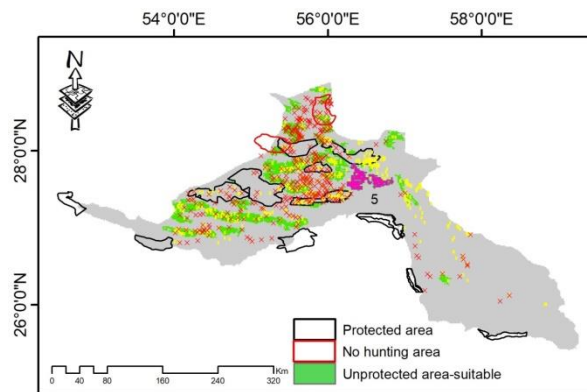 54°0'0"E 56°0'0"E 58°0'0"E
N
28°0'0"N
26°0'0"N
5
Protected area
No hunting area
Unprotected area-suitable
Km
0 20 40 80 160 240 320